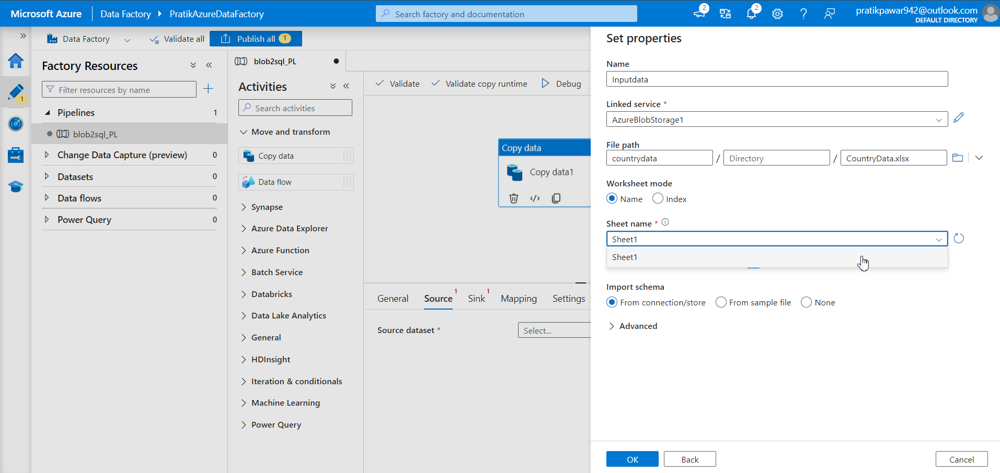 Microsoft Azure
Data Factory
PratikAzureDataFactory
Search factory and documentation
2
2
pratikpawar942@outlook.com
DEFAULT DIRECTORY
Data Factory
Validate all
Publish all
1
1
Factory Resources
Filter resources by name
Pipelines
1
blob2sql_PL
Change Data Capture (preview)
0
Datasets
0
Data flows
0
Power Query
0
blob2sql_PL
Activities
Search activities
Move and transform
Copy data
Data flow
Synapse
Azure Data Explorer
Azure Function
Batch Service
Databricks
Data Lake Analytics
General
HDInsight
Iteration & conditionals
Machine Learning
Power Query
Validate
Validate copy runtime
Debug
Copy data
Copy data1
General
Source
1
Sink
1
Mapping
Settings
Source dataset *
Select...
Set properties
Name
Inputdata
Linked service *
AzureBlobStorage1
File path
countrydata
/
Directory
/
CountryData.xlsx
Worksheet mode
Name
Index
Sheet name *
Sheet1
Sheet1
Import schema
From connection/store
From sample file
None
Advanced
OK
Back
Cancel